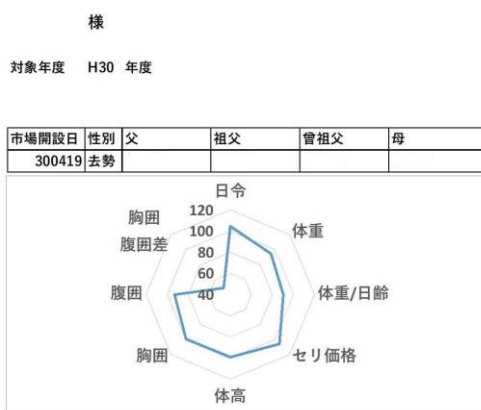 様
対象年度 H30 年度
市場開設日 性別 父 祖父 曾祖父 母
300419 去勢
日令
120
100
80
60
40
体重
体重/日齢
セリ価格
体高
胸囲
腹囲
胸囲
腹囲差